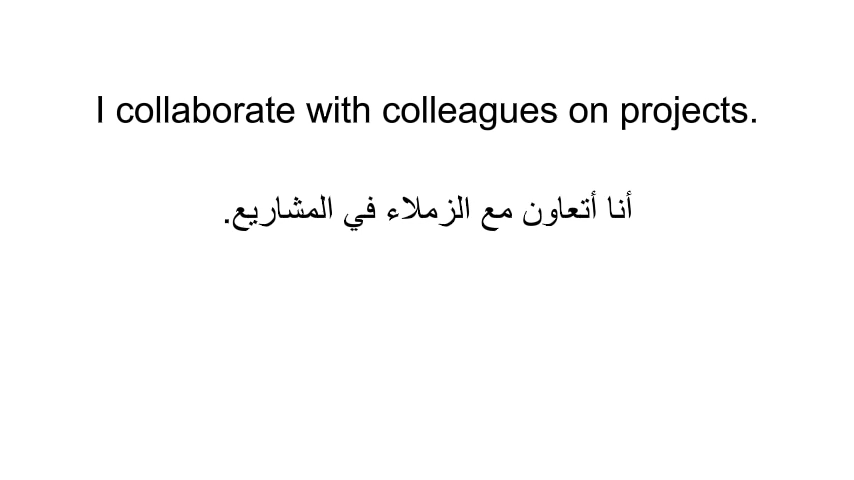 I collaborate with colleagues on projects.
أنا أتعاون مع الزملاء في المشاريع.